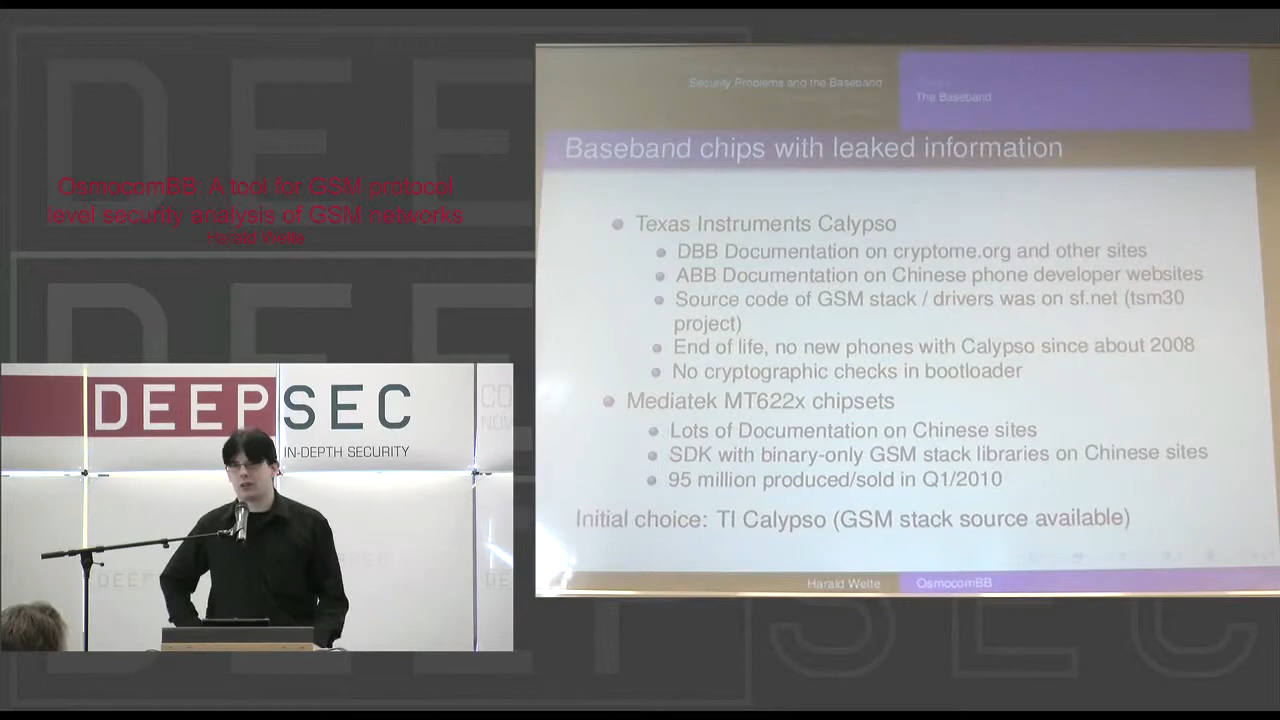 OsmocomBB: A tool for GSM protocol
level security analysis of GSM networks
Harald Welte
DEEPSEC
IN-DEPTH SECURITY
Security Problems and the Baseband
The Baseband
Baseband chips with leaked information
Texas Instruments Calypso
DBB Documentation on cryptome.org and other sites
ABB Documentation on Chinese phone developer websites
Source code of GSM stack / drivers was on sf.net (tsm30
project)
End of life, no new phones with Calypso since about 2008
No cryptographic checks in bootloader
Mediatek MT622x chipsets
Lots of Documentation on Chinese sites
SDK with binary-only GSM stack libraries on Chinese sites
95 million produced/sold in Q1/2010
Initial choice: TI Calypso (GSM stack source available)
Harald Welte
OsmocomBB